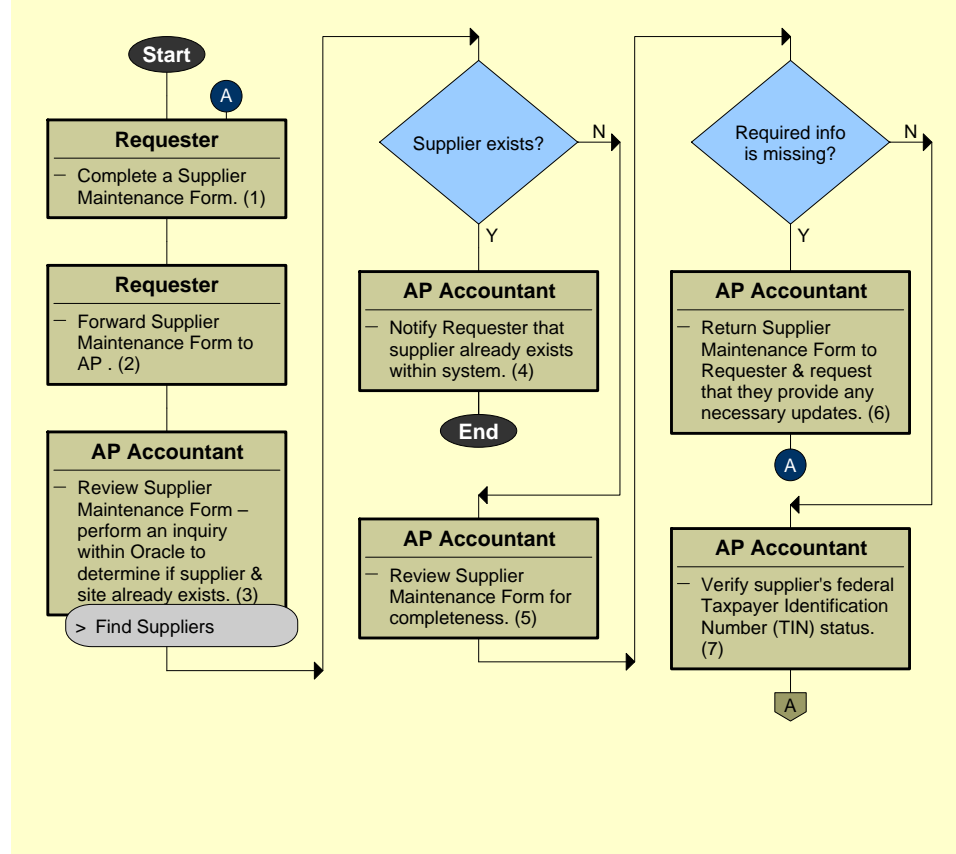 Start
A
Requester
– Complete a Supplier
Maintenance Form. (1)
Requester
– Forward Supplier
Maintenance Form to
AP . (2)
AP Accountant
– Review Supplier
Maintenance Form –
perform an inquiry
within Oracle to
determine if supplier &
site already exists. (3)
> Find Suppliers
Supplier exists?
N
Y
AP Accountant
– Notify Requester that
supplier already exists
within system. (4)
End
AP Accountant
– Review Supplier
Maintenance Form for
completeness. (5)
Required info
is missing?
N
Y
AP Accountant
– Return Supplier
Maintenance Form to
Requester & request
that they provide any
necessary updates. (6)
A
AP Accountant
– Verify supplier's federal
Taxpayer Identification
Number (TIN) status.
(7)
A